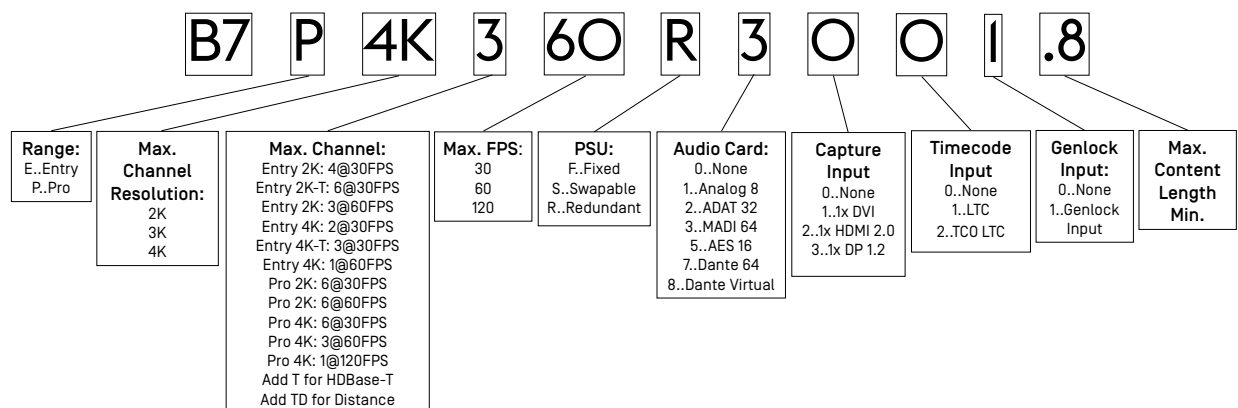 B7 P 4K 3 60 R 3 0 0 1 .8
Range:
E..Entry
P..Pro
Max.
Channel
Resolution:
2K
3K
4K
Max. Channel:
Entry 2K: 4@30FPS
Entry 2K-T: 6@30FPS
Entry 2K: 3@60FPS
Entry 4K: 2@30FPS
Entry 4K-T: 3@30FPS
Entry 4K: 1@60FPS
Pro 2K: 6@30FPS
Pro 2K: 6@60FPS
Pro 4K: 6@30FPS
Pro 4K: 3@60FPS
Pro 4K: 1@120FPS
Add T for HDBase-T
Add TD for Distance
Max. FPS:
30
60
120
PSU:
F..Fixed
S..Swapable
R..Redundant
Audio Card:
0..None
1..Analog 8
2..ADAT 32
3..MADI 64
5..AES 16
7..Dante 64
8..Dante Virtual
Capture
Input
0..None
1..1x DVI
2..1x HDMI 2.0
3..1x DP 1.2
Timecode
Input
0..None
1..LTC
2..TCO LTC
Genlock
Input:
0..None
1..Genlock
Input
Max.
Content
Length
Min.